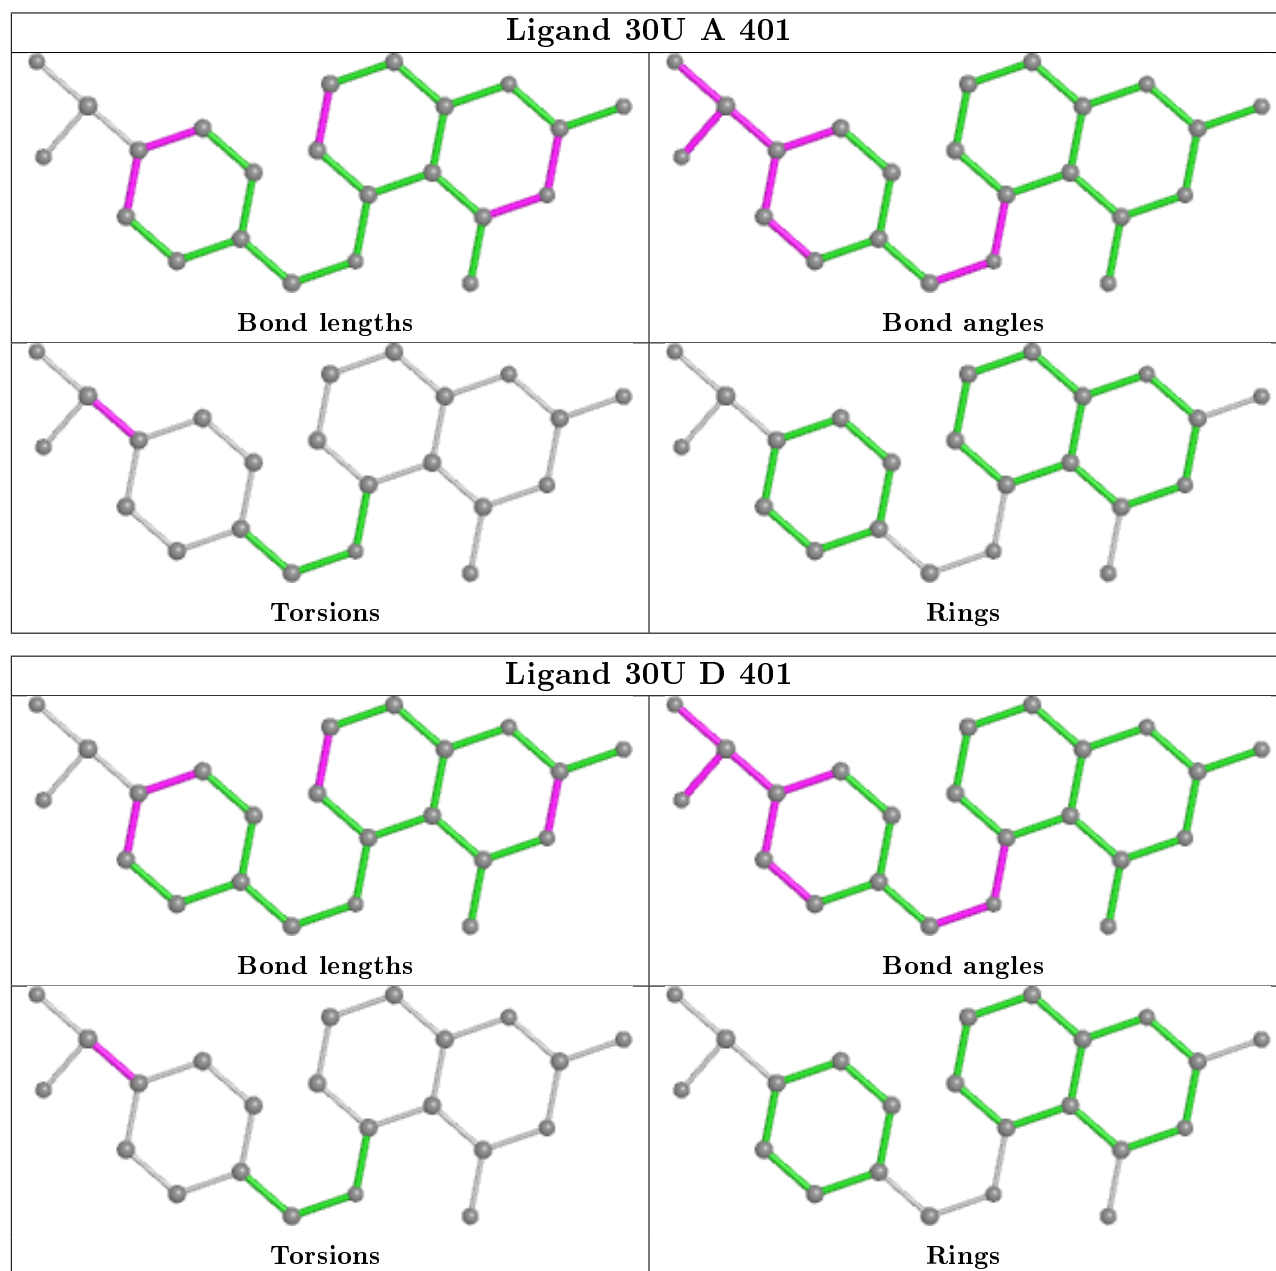 Ligand 30U A 401
Bond lengths
Bond angles
Torsions
Rings
Ligand 30U D 401
Bond lengths
Bond angles
Torsions
Rings